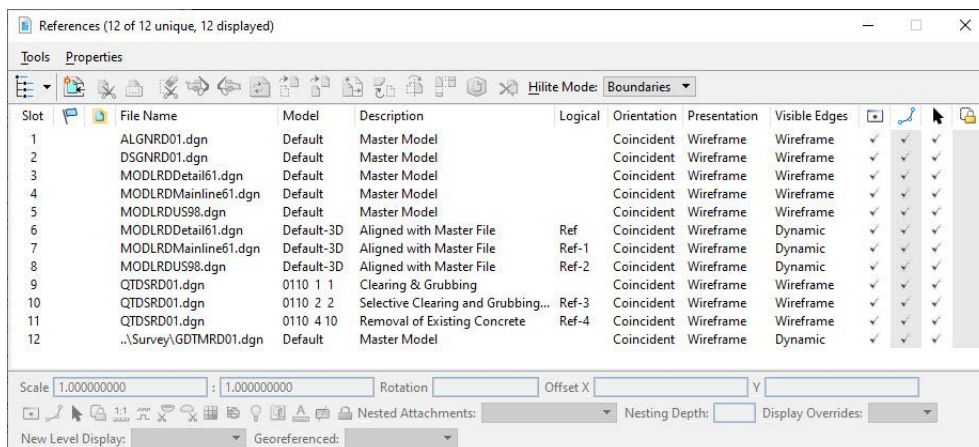 References (12 of 12 unique, 12 displayed)
Tools Properties
Hilite Mode: Boundaries
Slot File Name Model Description Logical Orientation Presentation Visible Edges
1 ALGNRD01.dgn Default Master Model Coincident Wireframe Wireframe
2 DSGNRD01.dgn Default Master Model Coincident Wireframe Wireframe
3 MODLRDDetail61.dgn Default Master Model Coincident Wireframe Wireframe
4 MODLRDMainline61.dgn Default Master Model Coincident Wireframe Wireframe
5 MODLRDUS98.dgn Default Master Model Coincident Wireframe Wireframe
6 MODLRDDetail61.dgn Default-3D Aligned with Master File Ref Coincident Wireframe Dynamic
7 MODLRDMainline61.dgn Default-3D Aligned with Master File Ref-1 Coincident Wireframe Dynamic
8 MODLRDUS98.dgn Default-3D Aligned with Master File Ref-2 Coincident Wireframe Dynamic
9 QTDSRD01.dgn 0110 1 1 Clearing & Grubbing Coincident Wireframe Wireframe
10 QTDSRD01.dgn 0110 2 2 Selective Clearing and Grubbing... Ref-3 Coincident Wireframe Wireframe
11 QTDSRD01.dgn 0110 4 10 Removal of Existing Concrete Ref-4 Coincident Wireframe Wireframe
12 ..\Survey\GDTMRD01.dgn Default Master Model Coincident Wireframe Dynamic
Scale 1.000000000 : 1.000000000 Rotation Offset X Y
1:1 Nested Attachments: Nesting Depth: Display Overrides:
New Level Display: Georeferenced: